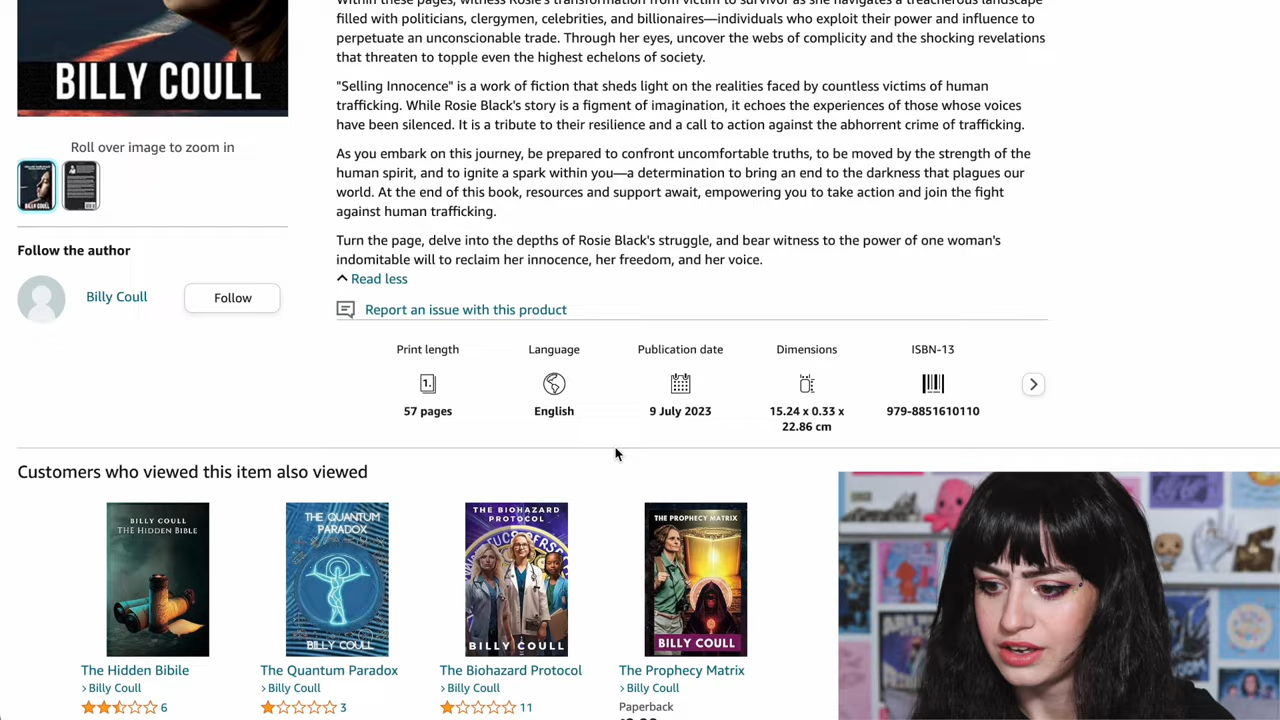 Within these pages, witness Rosie's transformation from victim to survivor as she navigates a treacherous landscape
filled with politicians, clergymen, celebrities, and billionaires—individuals who exploit their power and influence to
perpetuate an unconscionable trade. Through her eyes, uncover the webs of complicity and the shocking revelations
that threaten to topple even the highest echelons of society.
"Selling Innocence" is a work of fiction that sheds light on the realities faced by countless victims of human
trafficking. While Rosie Black's story is a figment of imagination, it echoes the experiences of those whose voices
have been silenced. It is a tribute to their resilience and a call to action against the abhorrent crime of trafficking.
As you embark on this journey, be prepared to confront uncomfortable truths, to be moved by the strength of the
human spirit, and to ignite a spark within you—a determination to bring an end to the darkness that plagues our
world. At the end of this book, resources and support await, empowering you to take action and join the fight
against human trafficking.
Turn the page, delve into the depths of Rosie Black's struggle, and bear witness to the power of one woman's
indomitable will to reclaim her innocence, her freedom, and her voice.
Read less
Report an issue with this product
BILLY COULL
Roll over image to zoom in
BILLY COULL
Follow the author
Billy Coull
Follow
Print length
1.
57 pages
Language
English
Publication date
9 July 2023
Dimensions
15.24 x 0.33 x
22.86 cm
ISBN-13
979-8851610110
Customers who viewed this item also viewed
BILLY COULL
THE HIDDEN BIBLE
The Hidden Bibile
› Billy Coull
6
THE QUANTUM
PARADOX
BILLY COULL
The Quantum Paradox
› Billy Coull
3
THE BIOHAZARD
PROTOCOL
BILLY COULL
The Biohazard Protocol
› Billy Coull
11
THE PROPHECY MATRIX
BILLY COULL
The Prophecy Matrix
› Billy Coull
Paperback